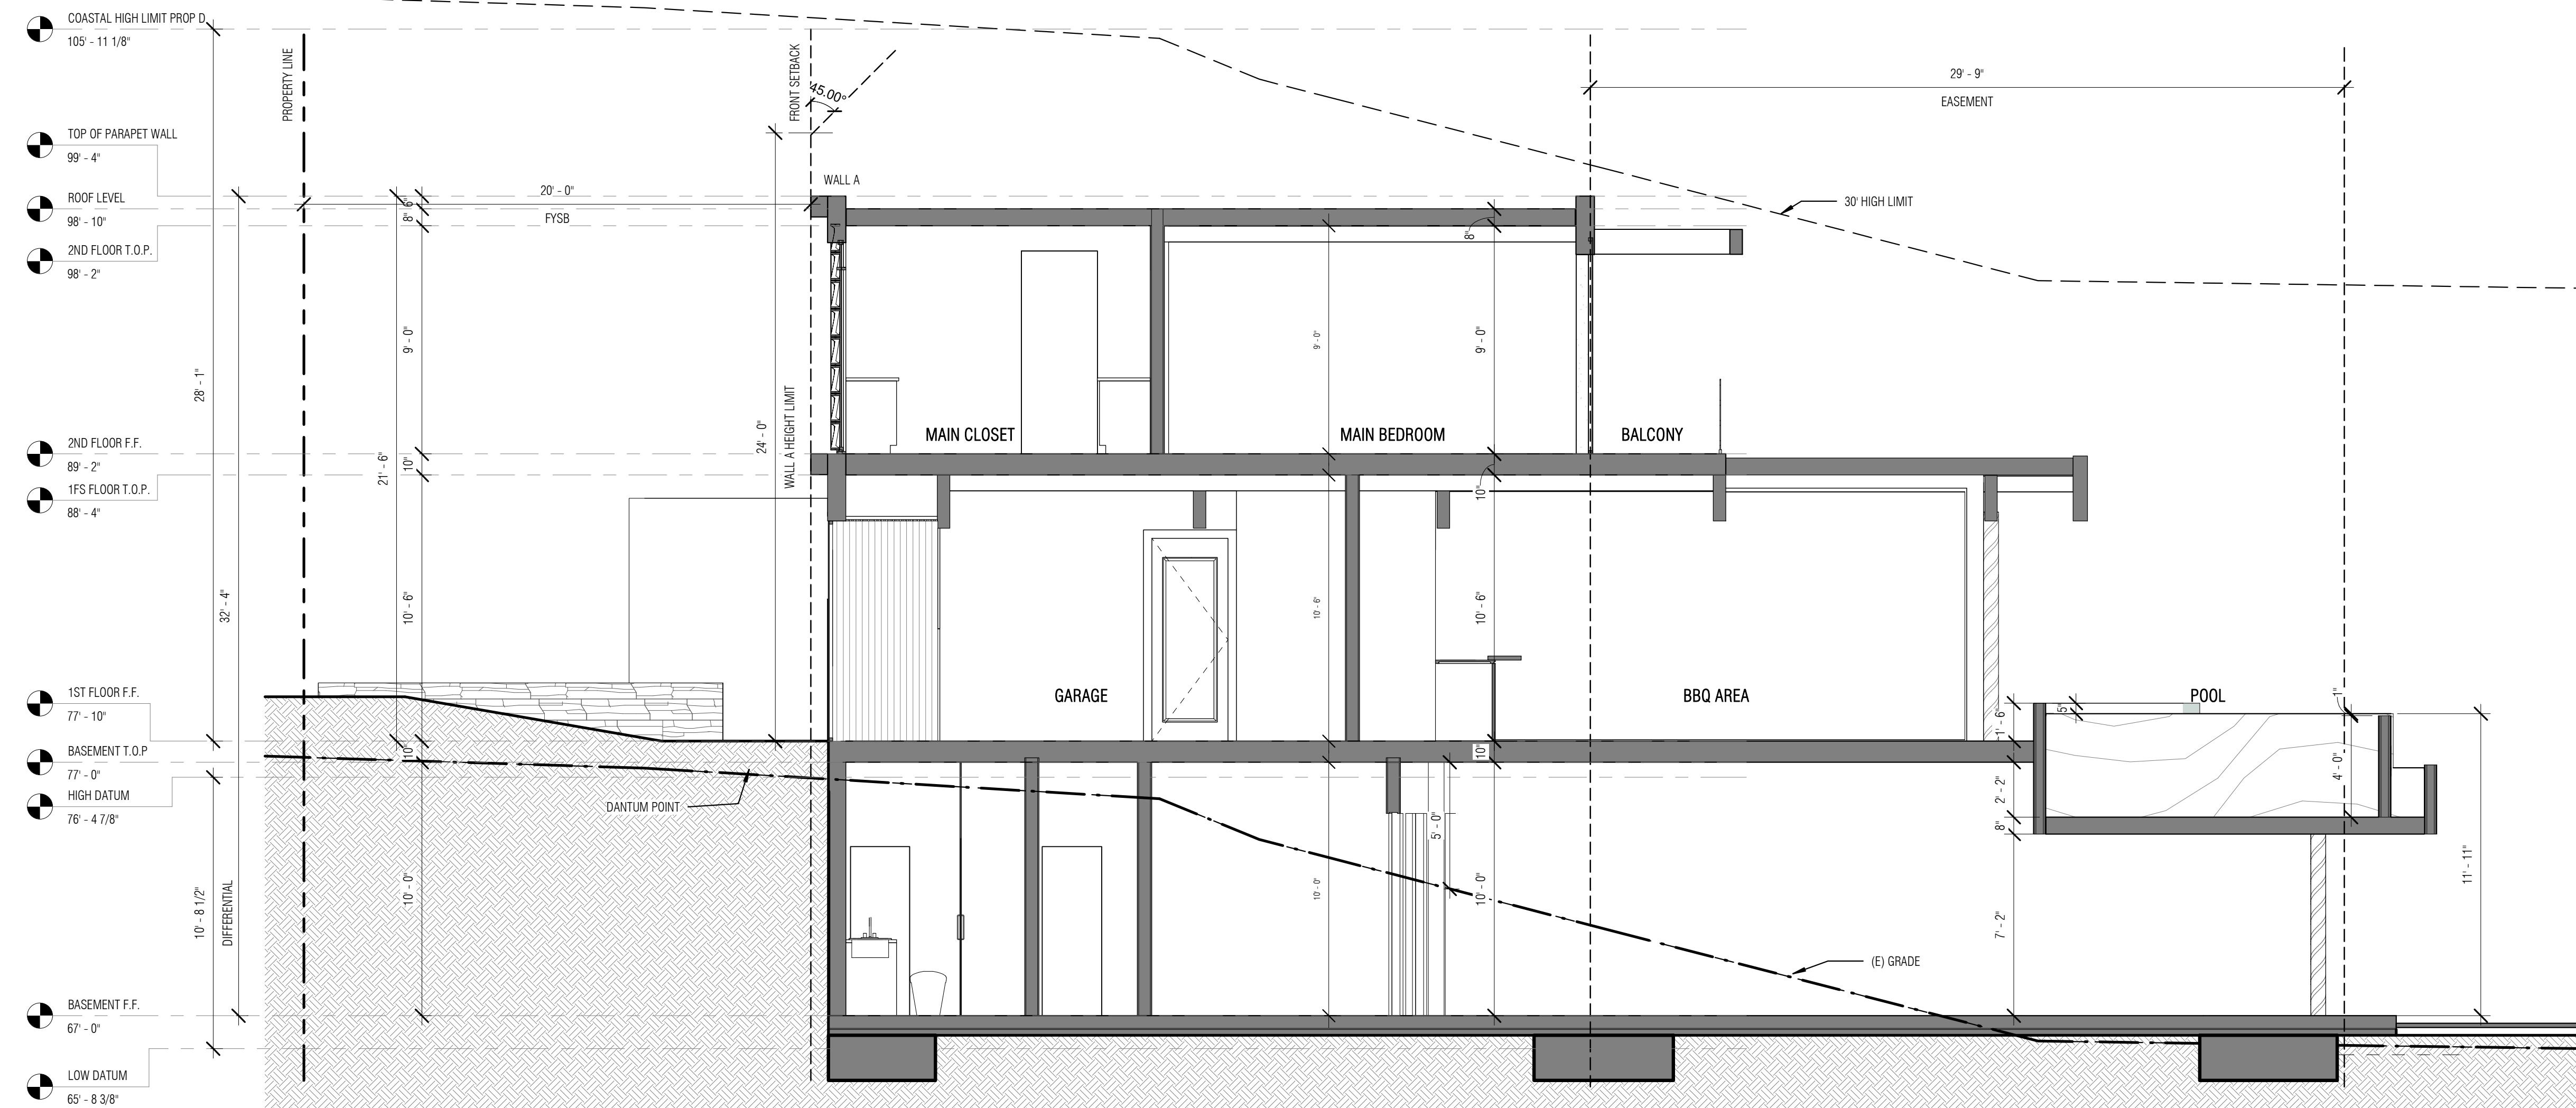 COASTAL HIGH LIMIT PROP D
105' - 11 1/8"
TOP OF PARAPET WALL
99' - 4"
ROOF LEVEL
98' - 10"
2ND FLOOR T.O.P.
98' - 2"
2ND FLOOR F.F.
89' - 2"
1FS FLOOR T.O.P.
88' - 4"
1ST FLOOR F.F.
77' - 10"
BASEMENT T.O.P
77' - 0"
HIGH DATUM
76' - 4 7/8"
BASEMENT F.F.
67' - 0"
LOW DATUM
65' - 8 3/8"
28' - 1"
10' - 8 1/2"
DIFFERENTIAL
32' - 4"
PROPERTY LINE
21' - 6"
6"
8"
9' - 0"
10"
10' - 6"
10"
10' - 0"
20' - 0"
FYSB
24' - 0"
WALL A HEIGHT LIMIT
FRONT SETBACK
45.00°
WALL A
29' - 9"
EASEMENT
30' HIGH LIMIT
MAIN CLOSET
MAIN BEDROOM
BALCONY
9' - 0"
8"
9' - 0"
10"
GARAGE
10' - 6"
10' - 6"
BBQ AREA
POOL
10"
DANTUM POINT
10' - 0"
5' - 0"
10' - 0"
(E) GRADE
1' - 6"
5"
1"
2' - 2"
8"
7' - 2"
4' - 0"
11' - 11"